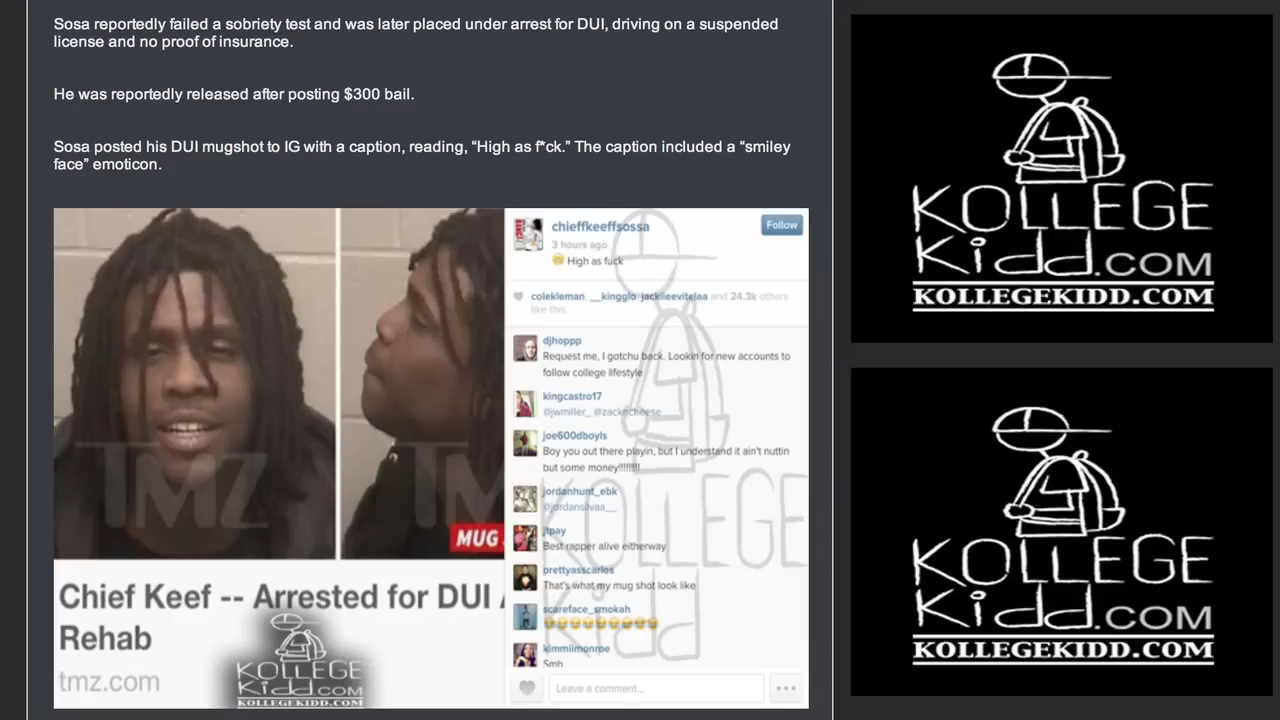 Sosa reportedly failed a sobriety test and was later placed under arrest for DUI, driving on a suspended
license and no proof of insurance.
He was reportedly released after posting $300 bail.
Sosa posted his DUI mugshot to IG with a caption, reading, “High as f*ck.” The caption included a “smiley
face” emoticon.
TMZ
TM
MUG
Chief Keef -- Arrested for DUI
Rehab
tmz.com
KOLLEGE
Kidd.COM
KOLLEGEKIDD.COM
chieffkeeffsossa
Follow
3 hours ago
High as fuck
colekleman, __kingglo, jacklieevitelaa and 24.3k others
like this.
djhoppp
Request me, I gotchu back. Lookin for new accounts to
follow college lifestyle
kingcastro17
@jwmiller_ @zackncheese
joe600dboyls
Boy you out there playin, but I understand it ain't nuttin
but some money!!!!!!!!
jordanhunt_ebk
@jordansilvaa__
jtpay
Best rapper alive eitherway
prettyasscarlos
That's what my mug shot look like
scareface_smokah
kimmiimonroe
Smh
Leave a comment...
KOLLEGE
Kidd
KOLLEGE
Kidd.COM
KOLLEGEKIDD.COM
KOLLEGE
Kidd.COM
KOLLEGEKIDD.COM